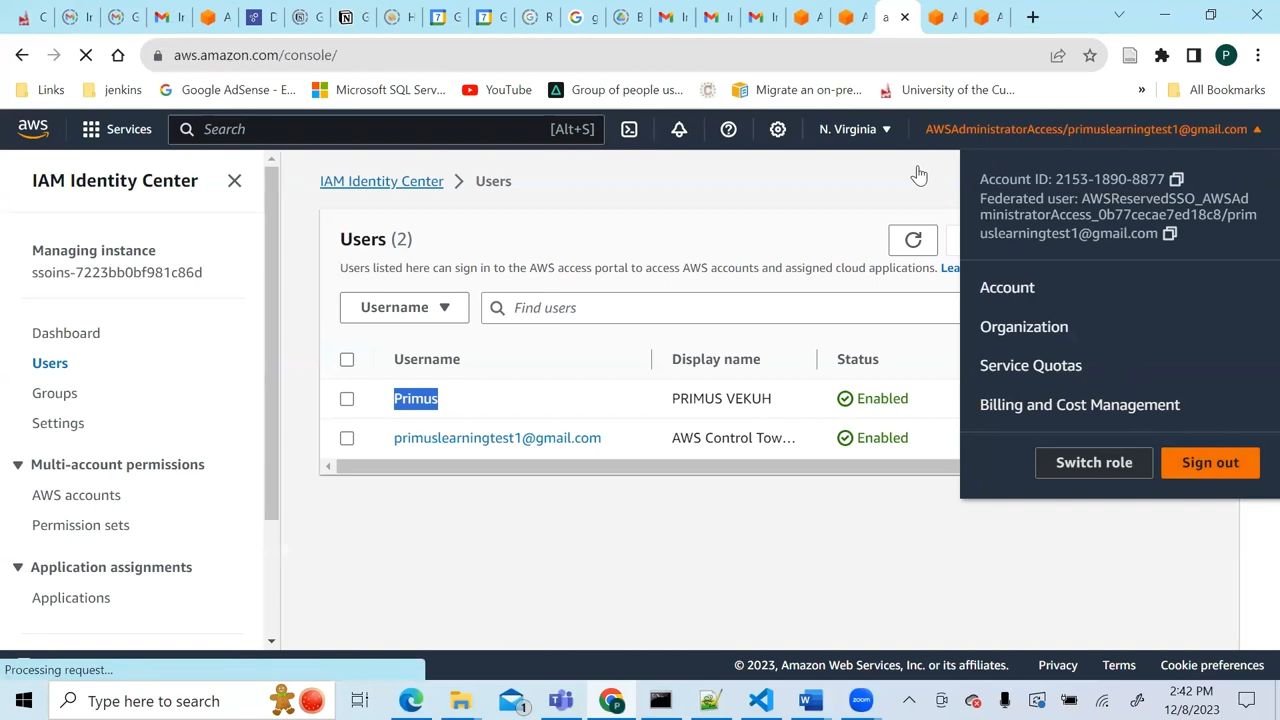 C
Ir
G
Ir
A
D
G
G
H
G
G
R
g
B
Ir
Ir
Ir
A
A
a
A
A
aws.amazon.com/console/
P
Links
jenkins
Google AdSense - E...
Microsoft SQL Serv...
YouTube
Group of people us...
Migrate an on-pre...
University of the Cu...
»
All Bookmarks
aws
Services
Search
[Alt+S]
N. Virginia
AWSAdministratorAccess/primuslearningtest1@gmail.com
IAM Identity Center
Managing instance
ssoins-7223bb0bf981c86d
Dashboard
Users
Groups
Settings
Multi-account permissions
AWS accounts
Permission sets
Application assignments
Applications
IAM Identity Center > Users
Users (2)
Users listed here can sign in to the AWS access portal to access AWS accounts and assigned cloud applications. Lea
Username
Find users
Username
Display name
Status
Primus
PRIMUS VEKUH
Enabled
primuslearningtest1@gmail.com
AWS Control Tow...
Enabled
Account ID: 2153-1890-8877
Federated user: AWSReservedSSO_AWSAd
ministratorAccess_0b77cecae7ed18c8/prim
uslearningtest1@gmail.com
Account
Organization
Service Quotas
Billing and Cost Management
Switch role
Sign out
Processing request...
© 2023, Amazon Web Services, Inc. or its affiliates.
Privacy
Terms
Cookie preferences
Type here to search
1
zoom
2:42 PM
12/8/2023